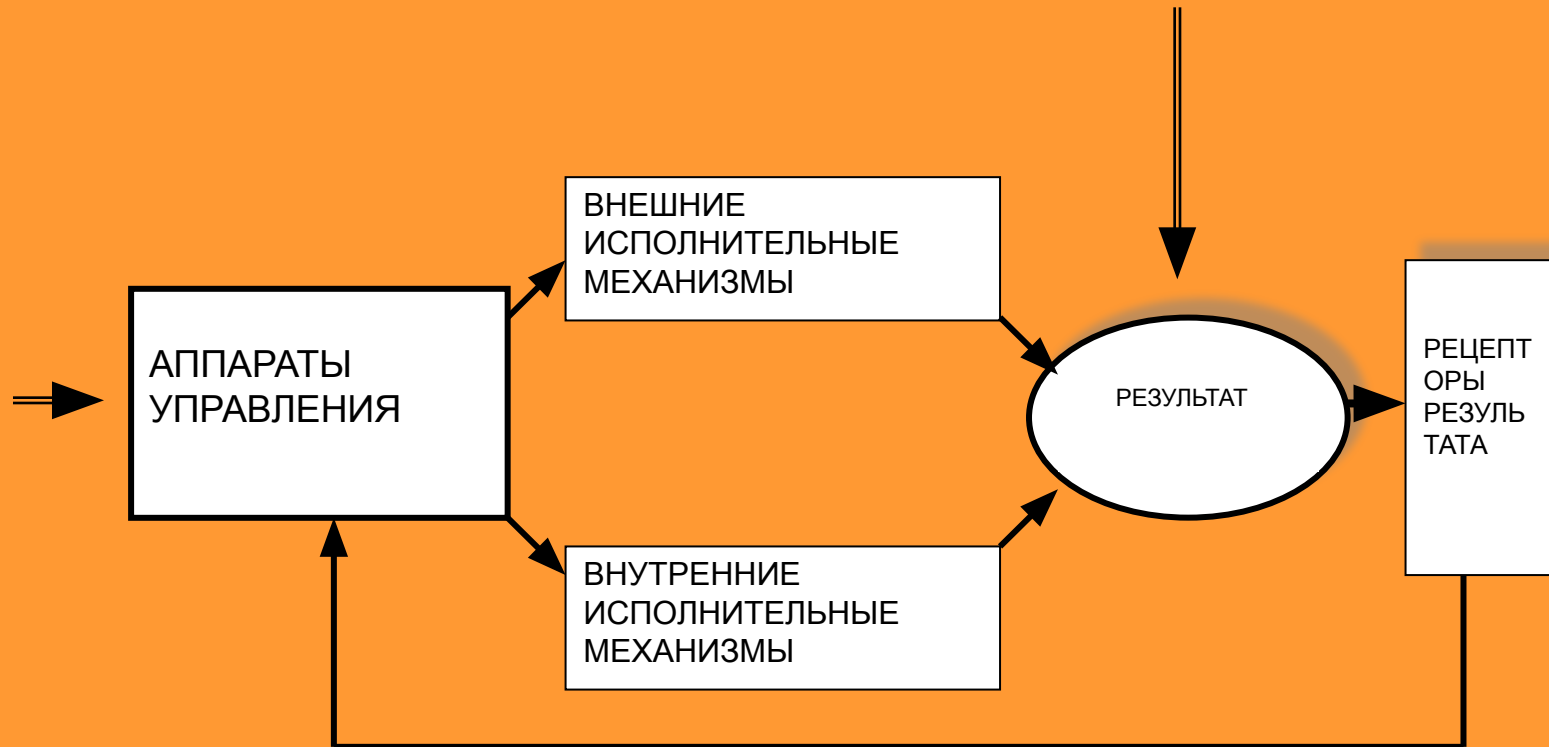 ВНЕШНИЕ
ИСПОЛНИТЕЛЬНЫЕ
МЕХАНИЗМЫ
АППАРАТЫ
УПРАВЛЕНИЯ
РЕЗУЛЬТАТ
РЕЦЕПТ
ОРЫ
РЕЗУЛЬ
ТАТА
ВНУТРЕННИЕ
ИСПОЛНИТЕЛЬНЫЕ
МЕХАНИЗМЫ